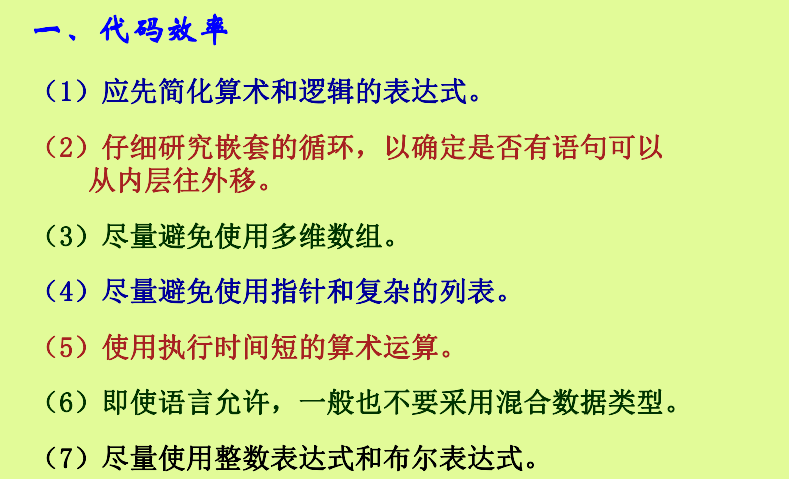 一、代码效率
（1）应先简化算术和逻辑的表达式。
（2）仔细研究嵌套的循环，以确定是否有语句可以
从内层往外移。
（3）尽量避免使用多维数组。
（4）尽量避免使用指针和复杂的列表。
（5）使用执行时间短的算术运算。
（6）即使语言允许，一般也不要采用混合数据类型。
（7）尽量使用整数表达式和布尔表达式。